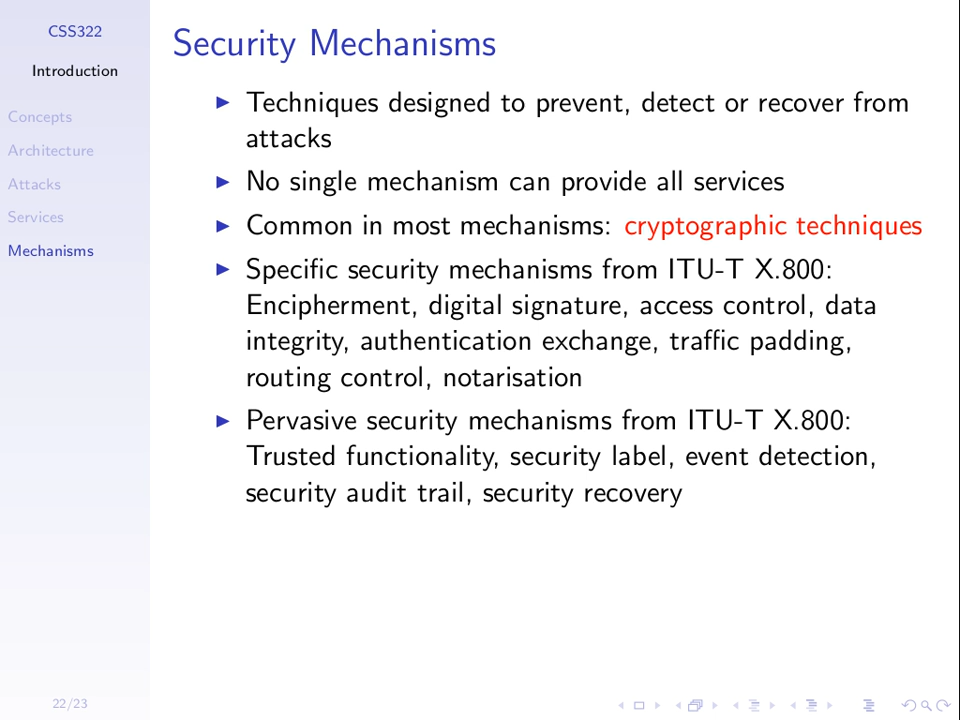 CSS322
Introduction
Concepts
Architecture
Attacks
Services
Mechanisms
22/23
Security Mechanisms
Techniques designed to prevent, detect or recover from
attacks
No single mechanism can provide all services
Common in most mechanisms: cryptographic techniques
Specific security mechanisms from ITU-T X.800:
Encipherment, digital signature, access control, data
integrity, authentication exchange, traffic padding,
routing control, notarisation
Pervasive security mechanisms from ITU-T X.800:
Trusted functionality, security label, event detection,
security audit trail, security recovery